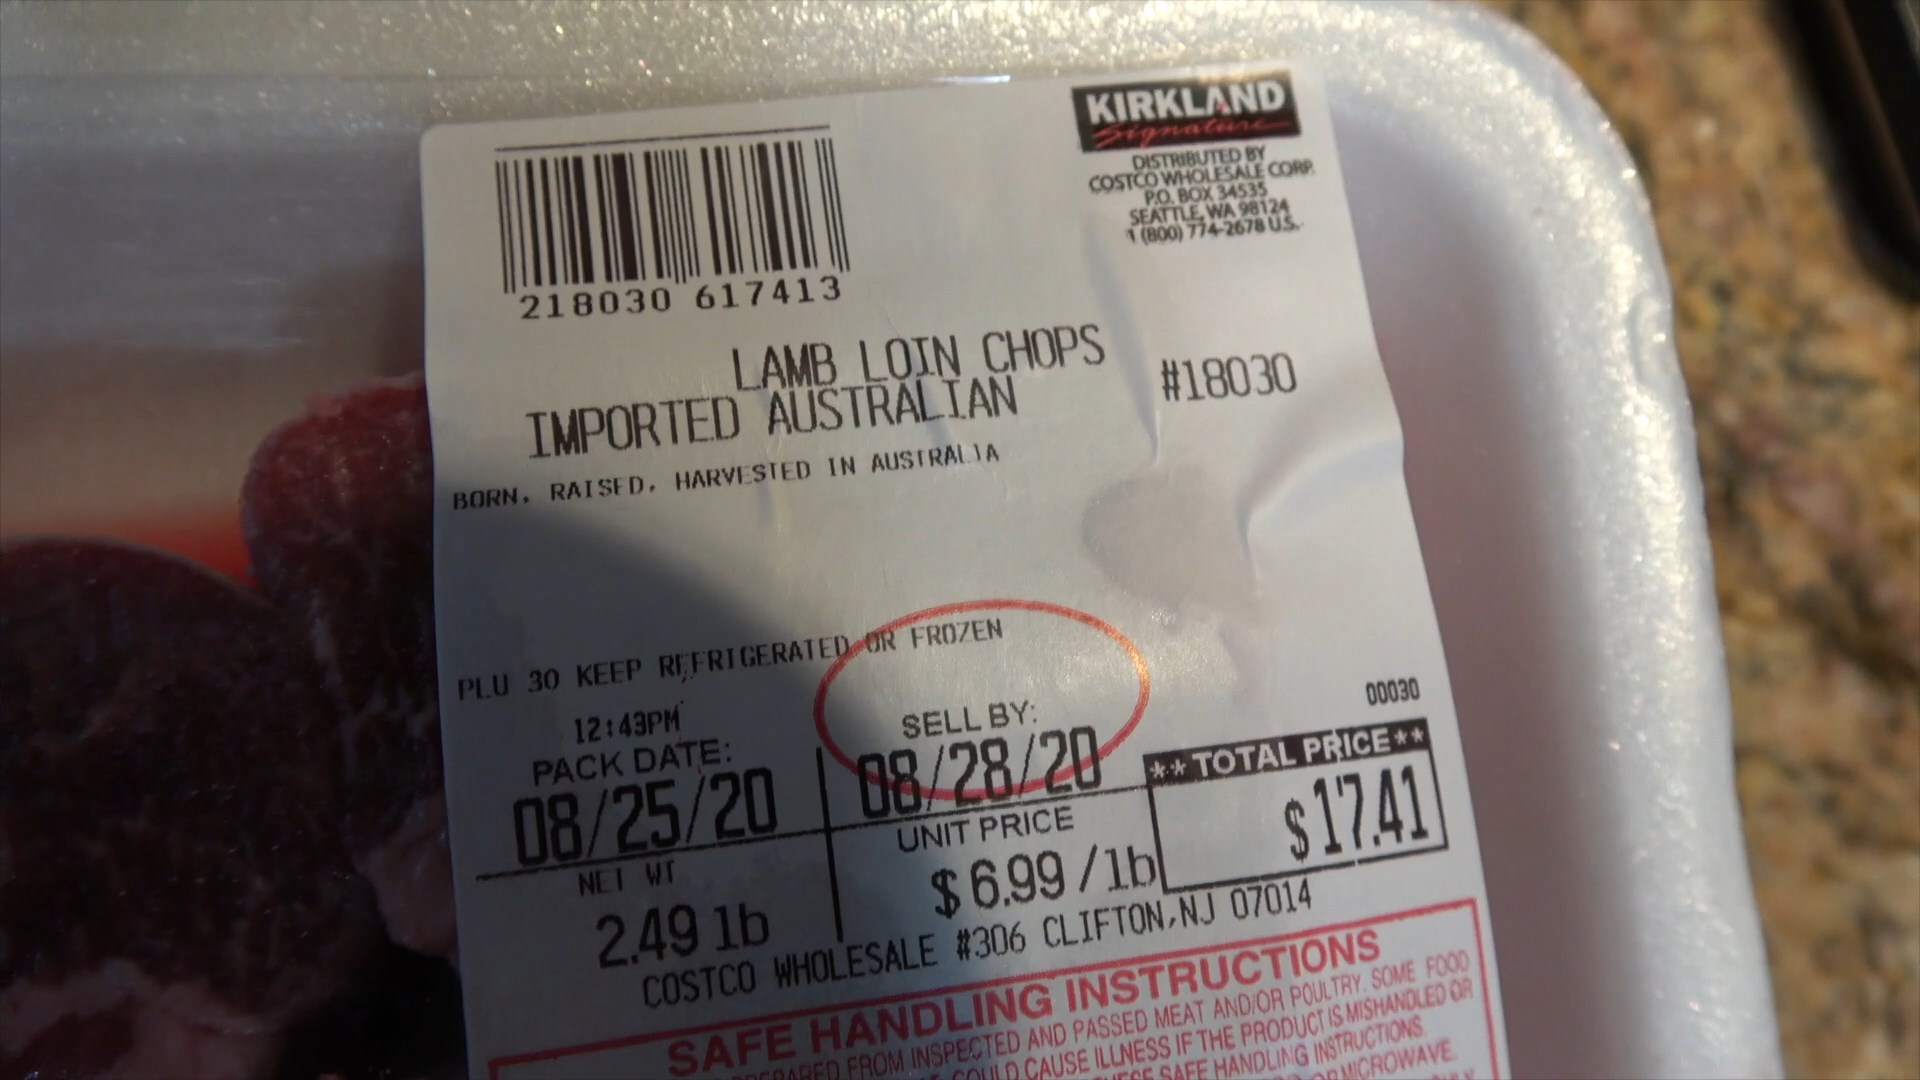 KIRKLAND
Signature
DISTRIBUTED BY
COSTCO WHOLESALE CORP.
P.O. BOX 34535
SEATTLE, WA 98124
1 (800) 774-2678 U.S.
218030 617413
LAMB LOIN CHOPS
IMPORTED AUSTRALIAN
#18030
BORN, RAISED, HARVESTED IN AUSTRALIA
PLU 30 KEEP REFRIGERATED OR FROZEN
00030
12:43PM
PACK DATE:
08/25/20
SELL BY:
08/28/20
**TOTAL PRICE**
$17.41
NET WT
2.49 lb
UNIT PRICE
$6.99/lb
COSTCO WHOLESALE #306 CLIFTON, NJ 07014
SAFE HANDLING INSTRUCTIONS
FROM INSPECTED AND PASSED MEAT AND/OR POULTRY. SOME FOOD
COULD CAUSE ILLNESS IF THE PRODUCT IS MISHANDLED OR
SAFE HANDLING INSTRUCTIONS
OR MICROWAVE.